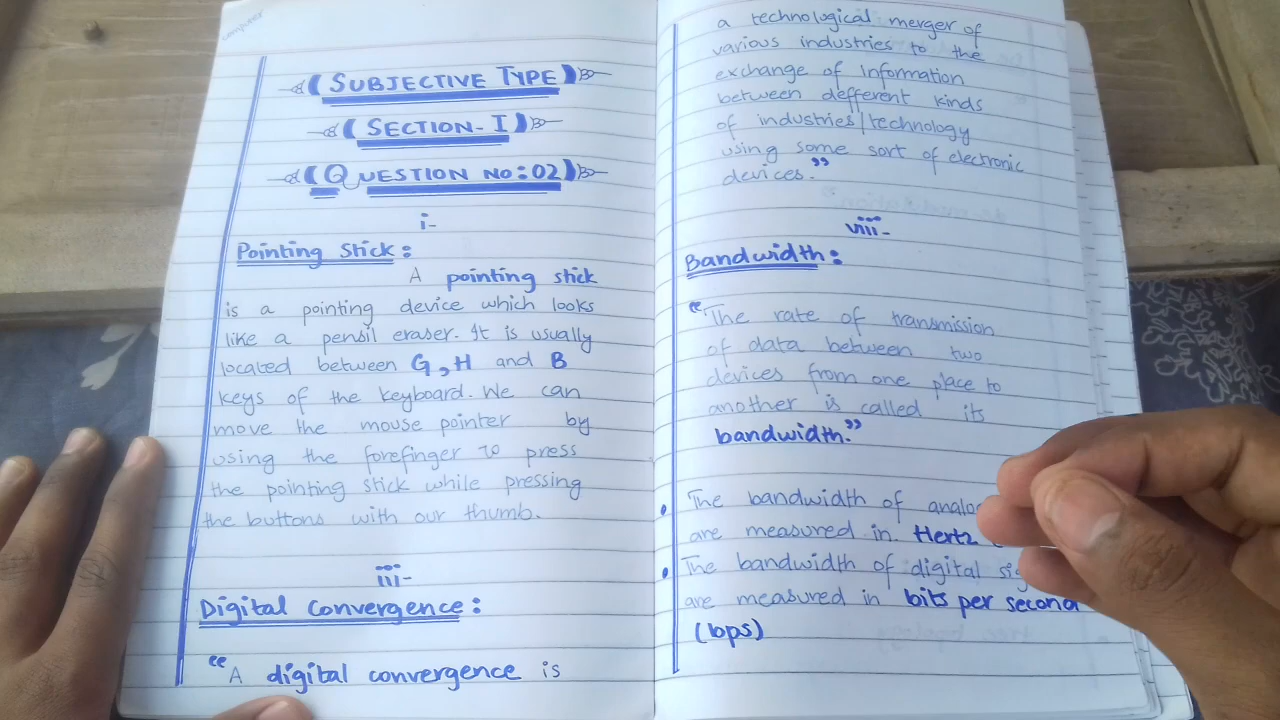 computer
SUBJECTIVE TYPE
SECTION-I
QUESTION NO:02
i-
Pointing Stick:
A pointing stick
is a pointing device which looks
like a pensil eraser. It is usually
located between G,H and B
keys of the keyboard. We can
move the mouse pointer by
using the forefinger to press
the pointing stick while pressing
the buttons with our thumb.
iii-
Digital Convergence:
"A digital convergence is
a technological merger of
various industries to the
exchange of information
between defferent kinds
of industries/technology
using some sort of electronic
devices."
viii-
Bandwidth:
"The rate of transmission
of data between two
devices from one place to
another is called its
bandwidth."
• The bandwidth of
are measured in Hertz
• The bandwidth of digital
are measured in bits per second
(bps)